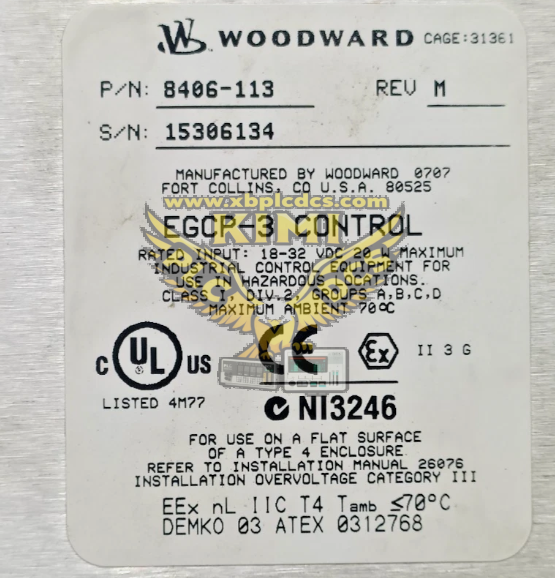 WOODWARD CAGE:31361
P/N: 8406-113 REV M
S/N: 15306134
MANUFACTURED BY WOODWARD 0707
FORT COLLINS, CO U.S.A. 80525
www.xbplcdcs.com
EGCP-3 CONTROL
KIMI
RATED INPUT: 18-32 VDC 20 W MAXIMUM
INDUSTRIAL CONTROL EQUIPMENT FOR
USE IN HAZARDOUS LOCATIONS.
CLASS I, DIV.2, GROUPS A,B,C,D
MAXIMUM AMBIENT 70°C
C UL US
CE
Ex II 3 G
LISTED 4M77
NI3246
FOR USE ON A FLAT SURFACE
OF A TYPE 4 ENCLOSURE
REFER TO INSTALLATION MANUAL 26076
INSTALLATION OVERVOLTAGE CATEGORY III
EEx nL IIC T4 Tamb ≤70°C
DEMKO 03 ATEX 0312768